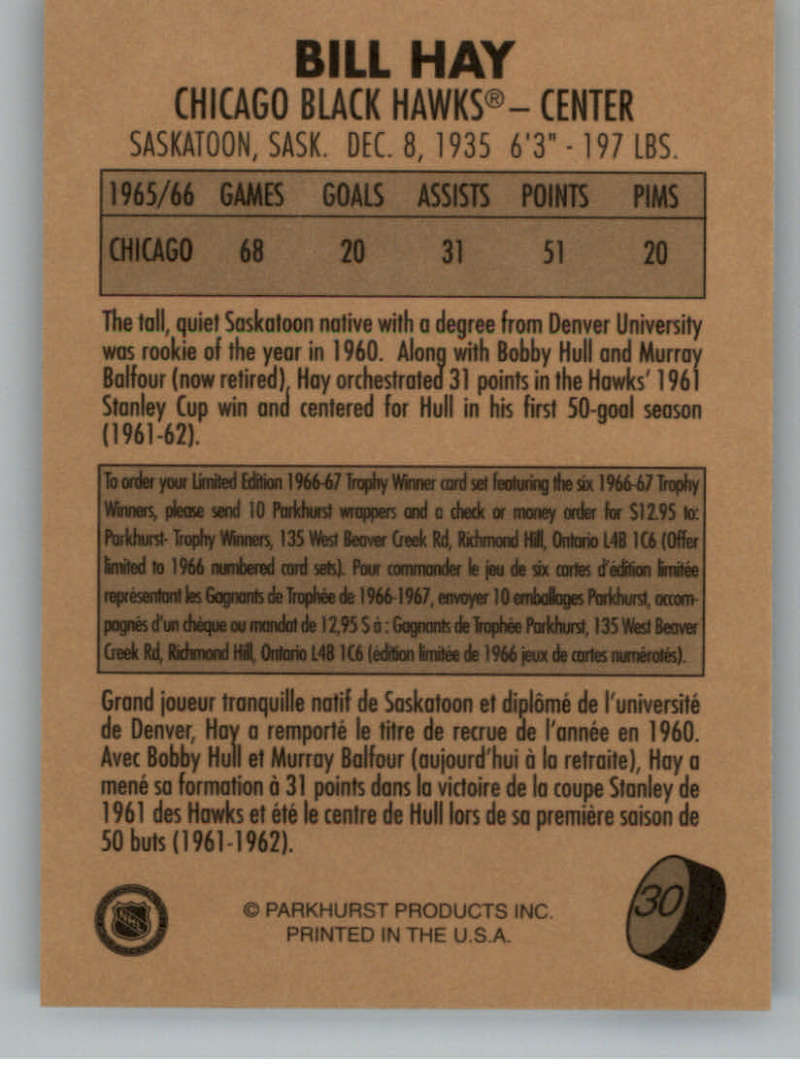 BILL HAY
CHICAGO BLACK HAWKS® – CENTER
SASKATOON, SASK. DEC. 8, 1935 6'3" - 197 LBS.
1965/66 GAMES GOALS ASSISTS POINTS PIMS
CHICAGO 68 20 31 51 20
The tall, quiet Saskatoon native with a degree from Denver University
was rookie of the year in 1960. Along with Bobby Hull and Murray
Balfour (now retired), Hay orchestrated 31 points in the Hawks' 1961
Stanley Cup win and centered for Hull in his first 50-goal season
(1961-62).
To order your Limited Edition 1966-67 Trophy Winner card set featuring the six 1966-67 Trophy
Winners, please send 10 Parkhurst wrappers and a check or money order for $12.95 to:
Parkhurst- Trophy Winners, 135 West Beaver Creek Rd, Richmond Hill, Ontario L4B 1C6 (Offer
limited to 1966 numbered card sets). Pour commander le jeu de six cartes d'édition limitée
représentant les Gagnants de Trophée de 1966-1967, envoyer 10 emballages Parkhurst, accom-
pagnés d'un chèque ou mandat de 12,95 $ à : Gagnants de Trophée Parkhurst, 135 West Beaver
Creek Rd, Richmond Hill, Ontario L4B 1C6 (édition limitée de 1966 jeux de cartes numérotés).
Grand joueur tranquille natif de Saskatoon et diplômé de l'université
de Denver, Hay a remporté le titre de recrue de l'année en 1960.
Avec Bobby Hull et Murray Balfour (aujourd'hui à la retraite), Hay a
mené sa formation à 31 points dans la victoire de la coupe Stanley de
1961 des Hawks et été le centre de Hull lors de sa première saison de
50 buts (1961-1962).
NHL
© PARKHURST PRODUCTS INC.
PRINTED IN THE U.S.A.
30